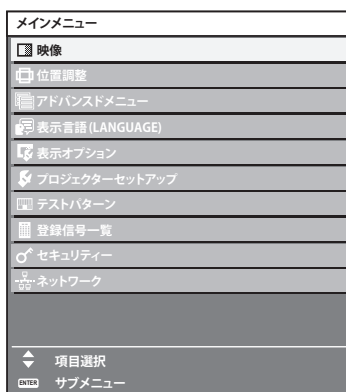 メインメニュー
映像
位置調整
アドバンスドメニュー
表示言語(LANGUAGE)
表示オプション
プロジェクターセットアップ
テストパターン
登録信号一覧
セキュリティー
ネットワーク
項目選択
ENTER サブメニュー